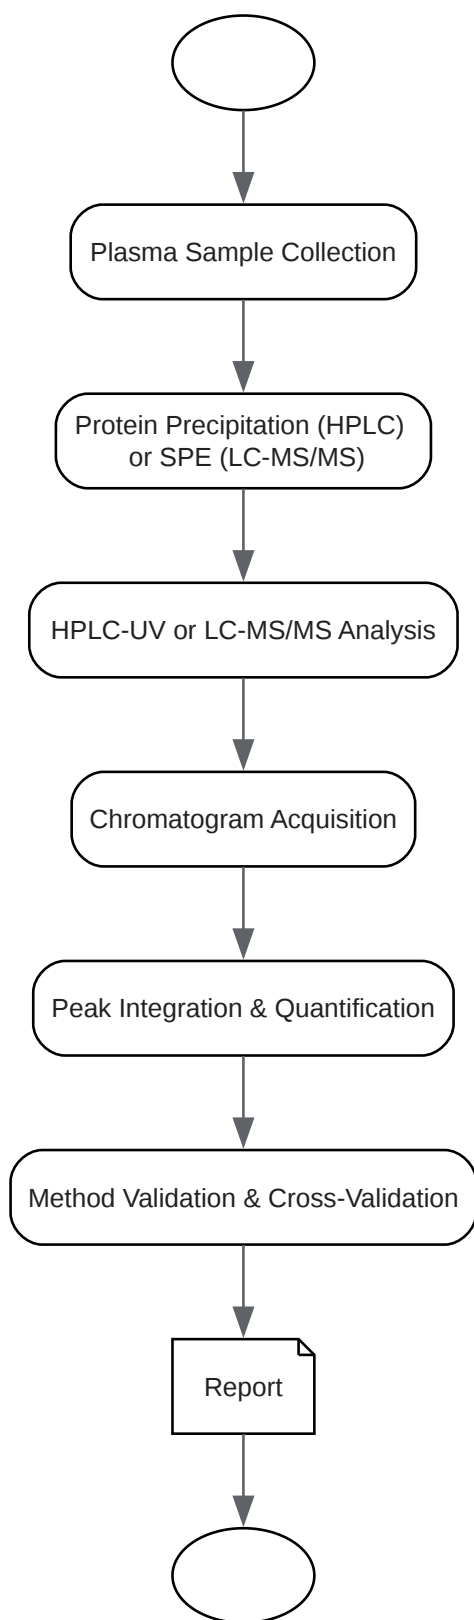 Plasma Sample Collection
Protein Precipitation (HPLC)
or SPE (LC-MS/MS)
HPLC-UV or LC-MS/MS Analysis
Chromatogram Acquisition
Peak Integration & Quantification
Method Validation & Cross-Validation
Report